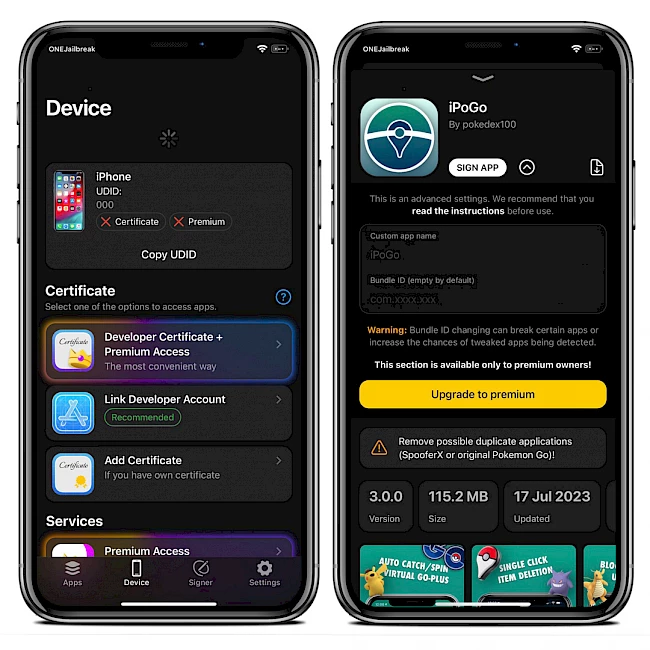 ONEJailbreak
Device
iPhone
UDID:
000
Certificate
Premium
Copy UDID
Certificate
?
Select one of the options to access apps.
Certificate
Developer Certificate +
Premium Access
The most convenient way
Link Developer Account
Recommended
Certificate
Add Certificate
If you have own certificate
Services
Premium Access
Apps
Device
Signer
Settings
ONEJailbreak
iPoGo
By pokedex100
SIGN APP
This is an advanced settings. We recommend that you
read the instructions before use.
Custom app name
iPoGo
Bundle ID (empty by default)
com.xxxx.xxx
Warning: Bundle ID changing can break certain apps or
increase the chances of tweaked apps being detected.
This section is available only to premium owners!
Upgrade to premium
Remove possible duplicate applications
(SpooferX or original Pokemon Go)!
3.0.0
Version
115.2 MB
Size
17 Jul 2023
Updated
AUTO CATCH/SPIN
VIRTUAL GO-PLUS
SINGLE CLICK
ITEM DELETION